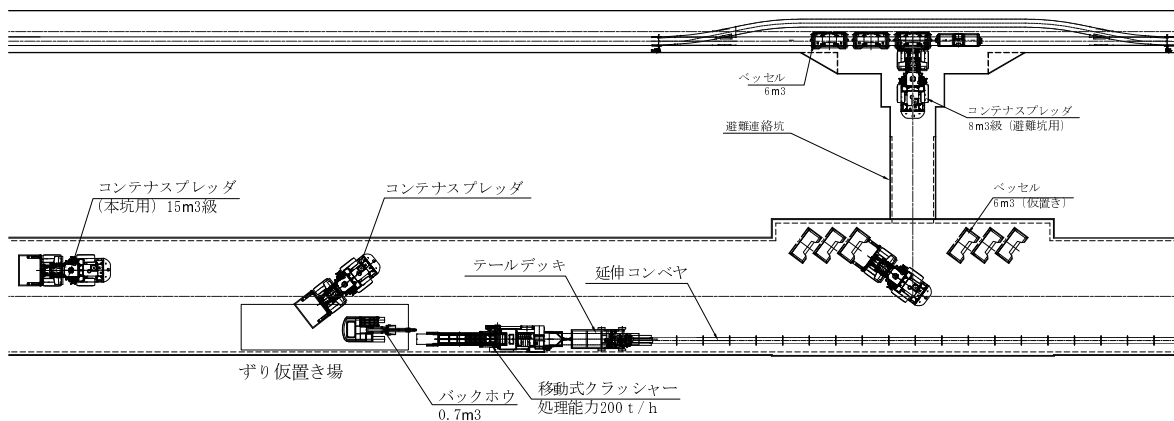 ベッセル
6m3
コンテナスプレッダ
8m3級（避難坑用）
避難連絡坑
コンテナスプレッダ
(本坑用) 15m3級
コンテナスプレッダ
ベッセル
6m3（仮置き）
テールデッキ
延伸コンベヤ
ずり仮置き場
バックホウ
0.7m3
移動式クラッシャー
処理能力200ｔ/ｈ